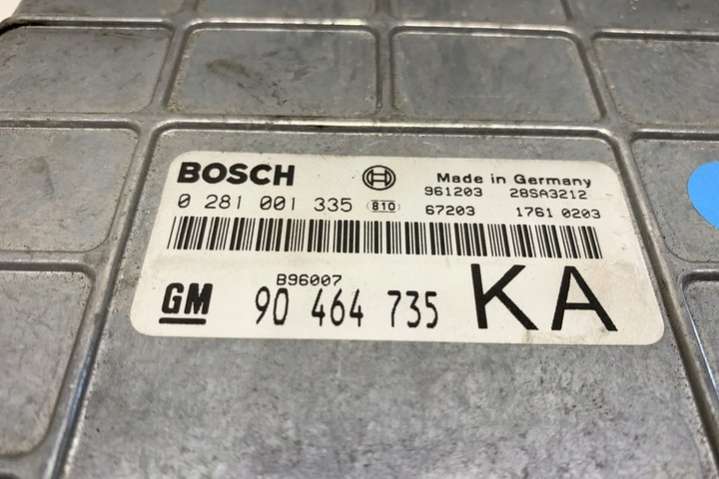 BOSCH Made in Germany
961203 28SA3212
0 281 001 335 810 67203 1761 0203
B96007
GM 90 464 735 KA